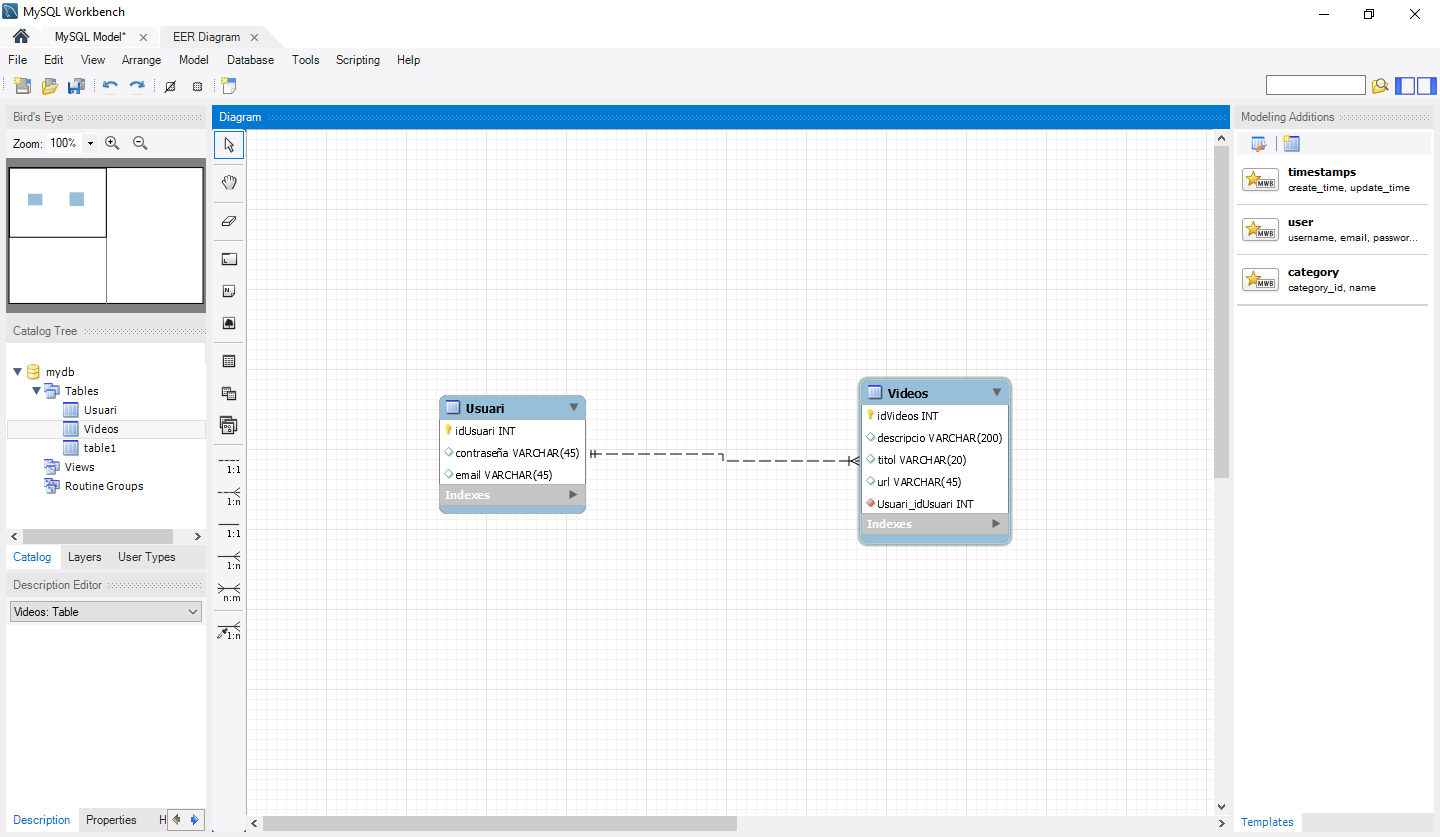 MySQL Workbench
MySQL Model*
EER Diagram
File Edit View Arrange Model Database Tools Scripting Help
Bird's Eye
Zoom: 100%
Catalog Tree
mydb
Tables
Usuari
Videos
table1
Views
Routine Groups
Catalog Layers User Types
Description Editor
Videos: Table
Description Properties H
Diagram
1:1
1:n
1:1
1:n
n:m
1:n
Usuari
idUsuari INT
contraseña VARCHAR(45)
email VARCHAR(45)
Indexes
Videos
idVideos INT
descripcio VARCHAR(200)
titol VARCHAR(20)
url VARCHAR(45)
Usuari_idUsuari INT
Indexes
Modeling Additions
MWB
timestamps
create_time, update_time
MWB
user
username, email, passwor...
MWB
category
category_id, name
Templates